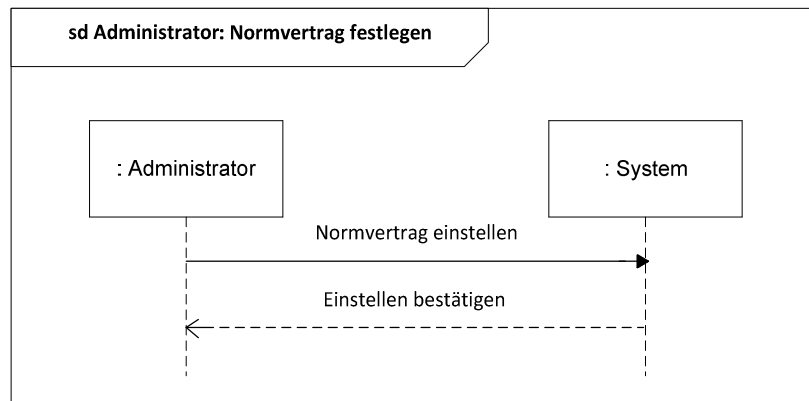 sd Administrator: Normvertrag festlegen
: Administrator
: System
Normvertrag einstellen
Einstellen bestätigen